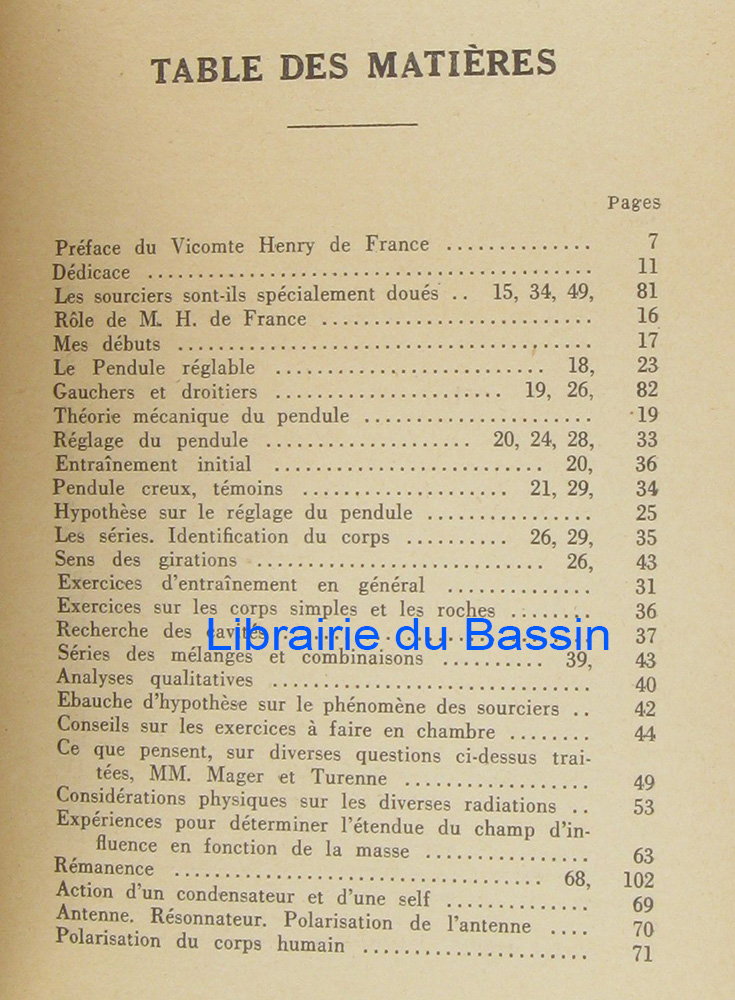 TABLE DES MATIÈRES
Pages
Préface du Vicomte Henry de France .............. 7
Dédicace .......................................... 11
Les sourciers sont-ils spécialement doués .. 15, 34, 49, 81
Rôle de M. H. de France .......................... 16
Mes débuts ........................................ 17
Le Pendule réglable .......................... 18, 23
Gauchers et droitiers ...................... 19, 26, 82
Théorie mécanique du pendule ...................... 19
Réglage du pendule .................... 20, 24, 28, 33
Entraînement initial .......................... 20, 36
Pendule creux, témoins .................... 21, 29, 34
Hypothèse sur le réglage du pendule ................ 25
Les séries. Identification du corps .......... 26, 29, 35
Sens des girations .............................. 26, 43
Exercices d'entraînement en général .............. 31
Exercices sur les corps simples et les roches ........ 36
Recherche des cavités .............................. 37
Librairie du Bassin
Séries des mélanges et combinaisons .......... 39, 43
Analyses qualitatives .............................. 40
Ebauche d'hypothèse sur le phénomène des sourciers .. 42
Conseils sur les exercices à faire en chambre ........ 44
Ce que pensent, sur diverses questions ci-dessus trai-
tées, MM. Mager et Turenne .................. 49
Considérations physiques sur les diverses radiations .. 53
Expériences pour déterminer l'étendue du champ d'in-
fluence en fonction de la masse ................ 63
Rémanence .................................... 68, 102
Action d'un condensateur et d'une self .............. 69
Antenne. Résonnateur. Polarisation de l'antenne .... 70
Polarisation du corps humain ...................... 71